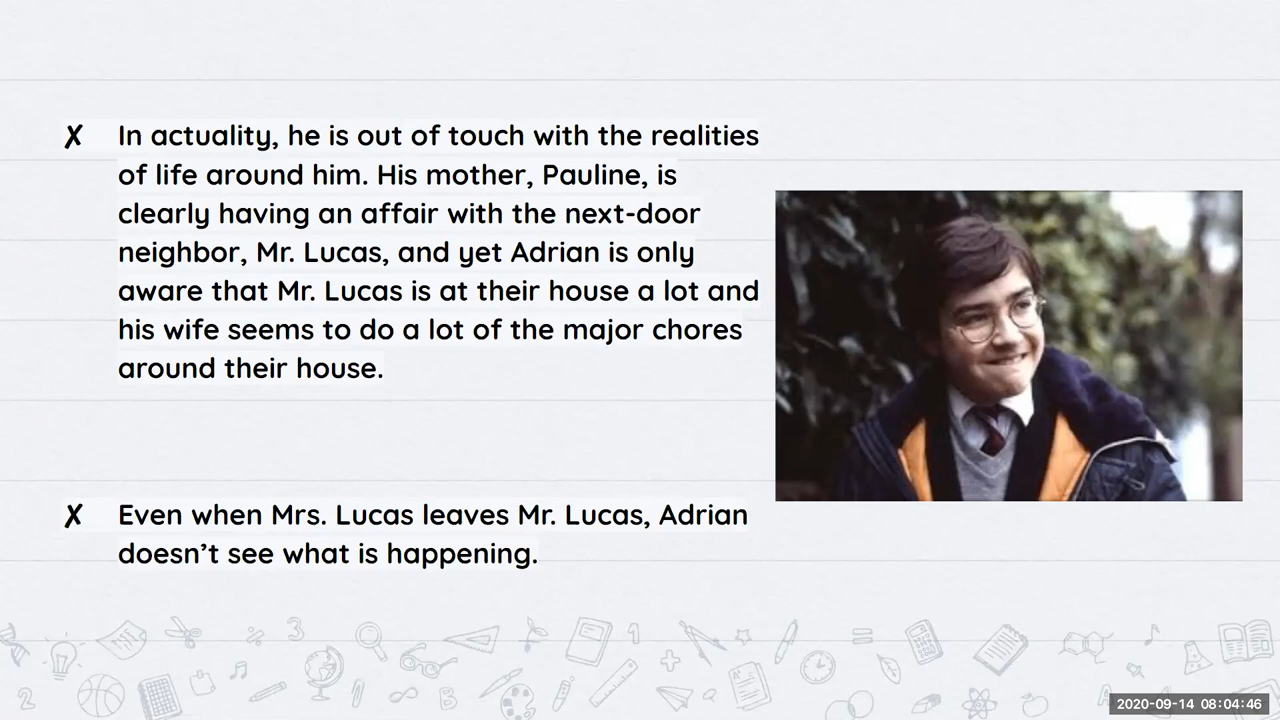 ✗ In actuality, he is out of touch with the realities
of life around him. His mother, Pauline, is
clearly having an affair with the next-door
neighbor, Mr. Lucas, and yet Adrian is only
aware that Mr. Lucas is at their house a lot and
his wife seems to do a lot of the major chores
around their house.
✗ Even when Mrs. Lucas leaves Mr. Lucas, Adrian
doesn’t see what is happening.
2020-09-14 08:04:46